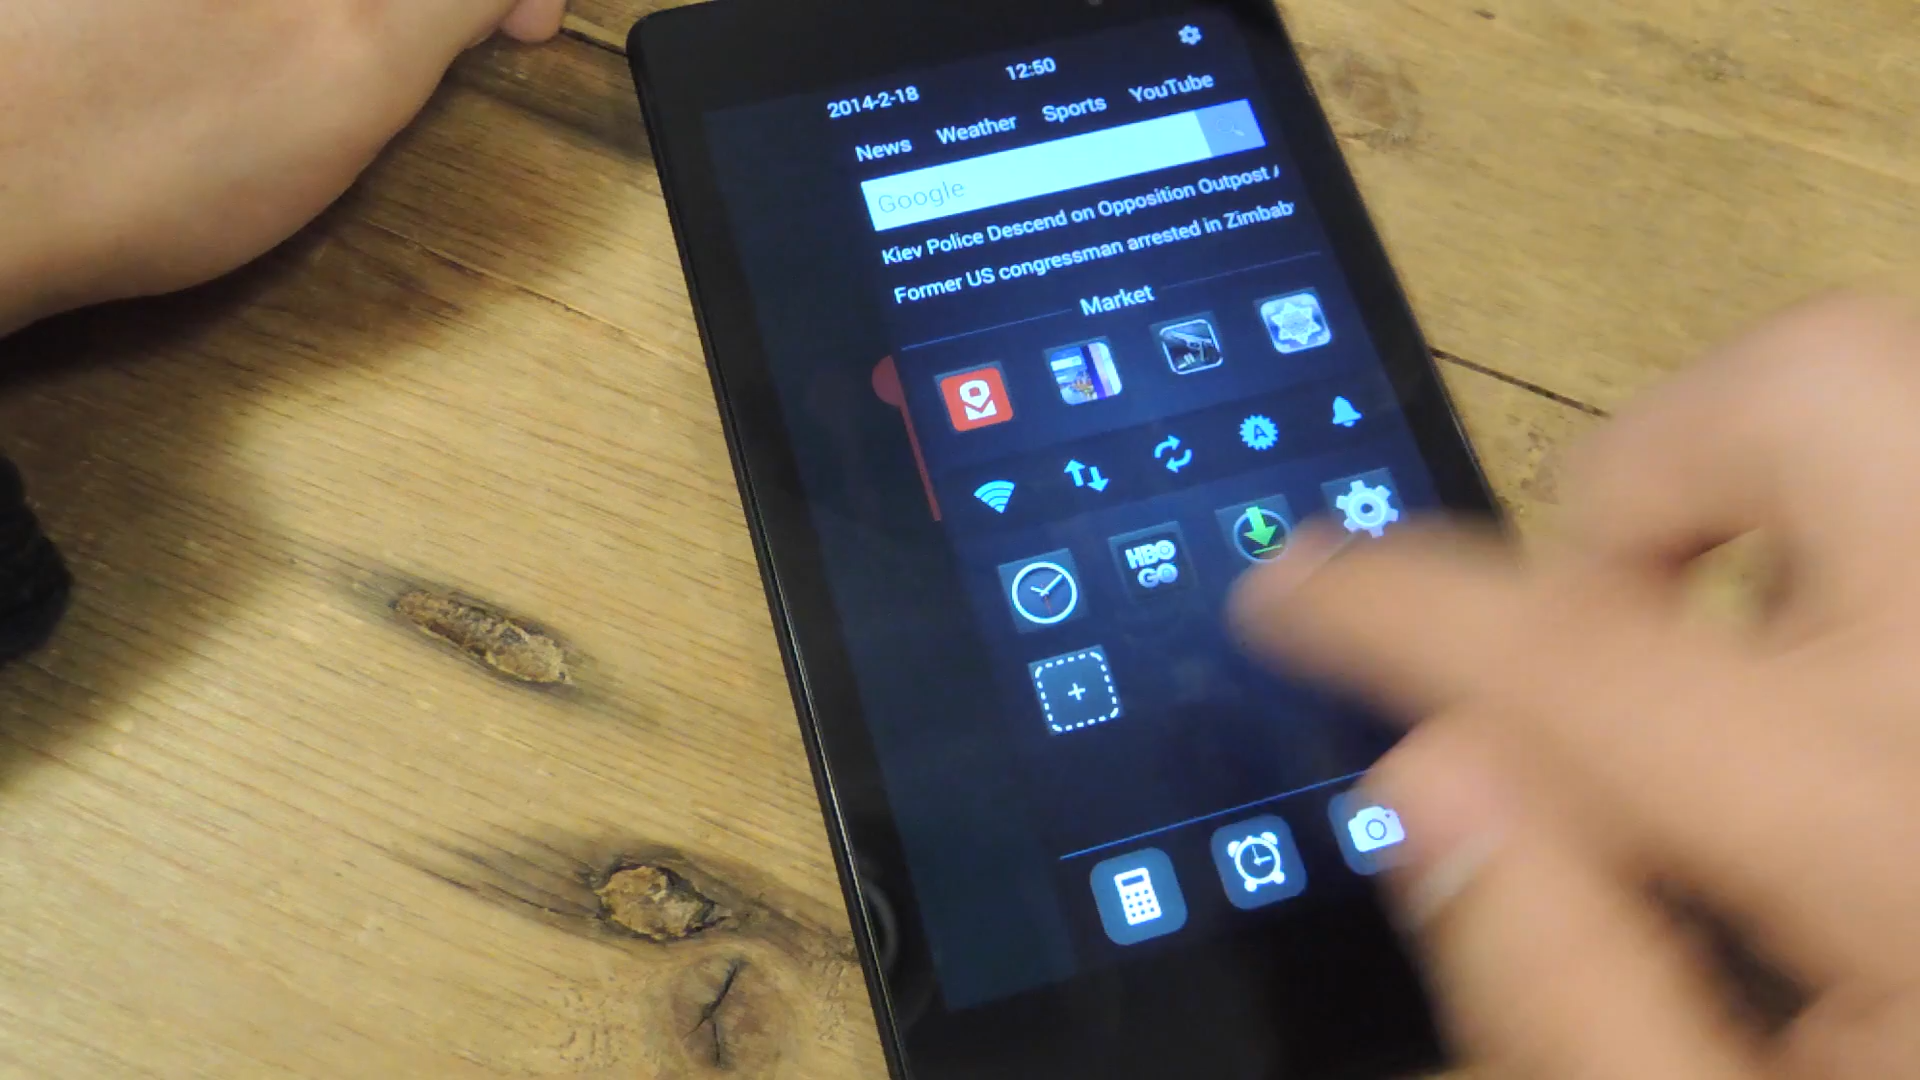 2014-2-18 12:50
News Weather Sports YouTube
Google
Kiev Police Descend on Opposition Outpost
Former US congressman arrested in Zimbab
Market
A
HBO
GO
+